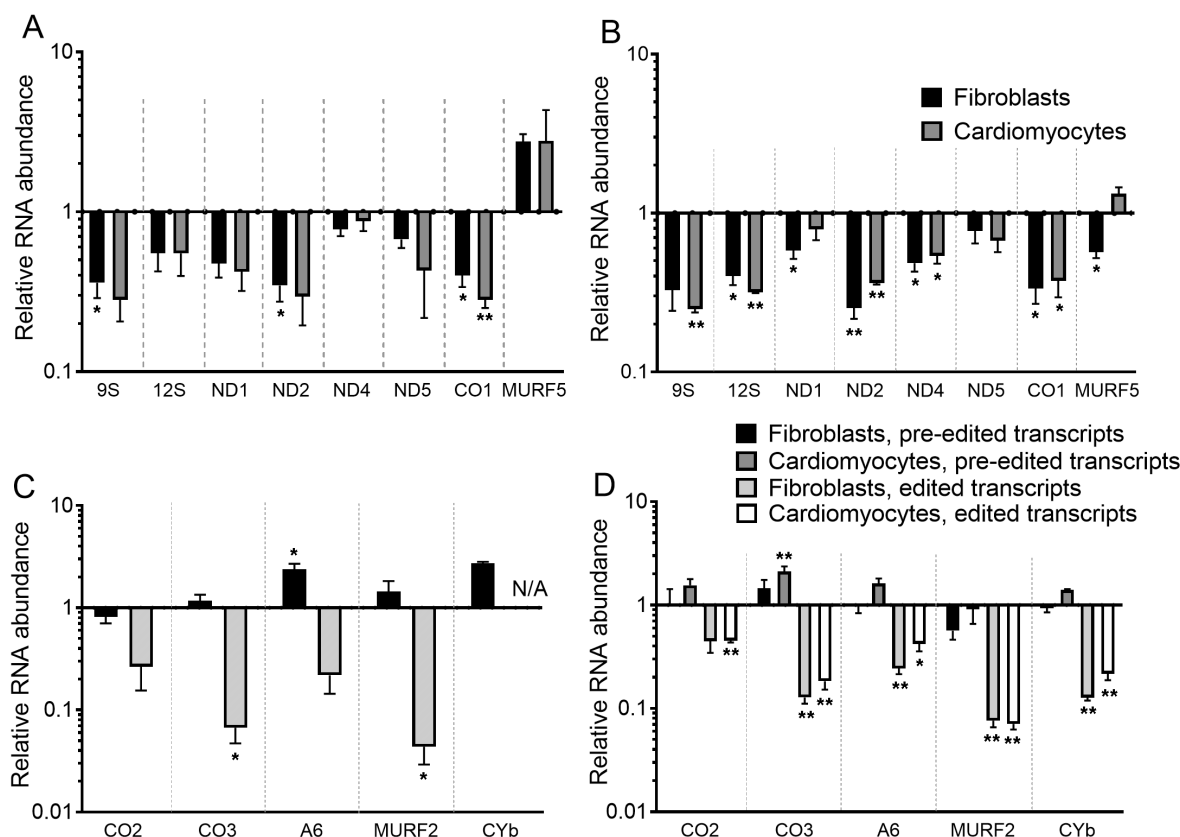 A
10
1
0.1
Relative RNA abundance
*
*
*
**
9S 12S ND1 ND2 ND4 ND5 CO1 MURF5
B
10
1
0.1
Relative RNA abundance
Fibroblasts
Cardiomyocytes
**
*
**
*
**
**
*
*
*
*
*
9S 12S ND1 ND2 ND4 ND5 CO1 MURF5
Fibroblasts, pre-edited transcripts
Cardiomyocytes, pre-edited transcripts
Fibroblasts, edited transcripts
Cardiomyocytes, edited transcripts
C
10
1
0.1
0.01
Relative RNA abundance
*
*
*
N/A
CO2 CO3 A6 MURF2 CYb
D
10
1
0.1
0.01
Relative RNA abundance
**
**
**
**
**
*
**
**
**
**
CO2 CO3 A6 MURF2 CYb